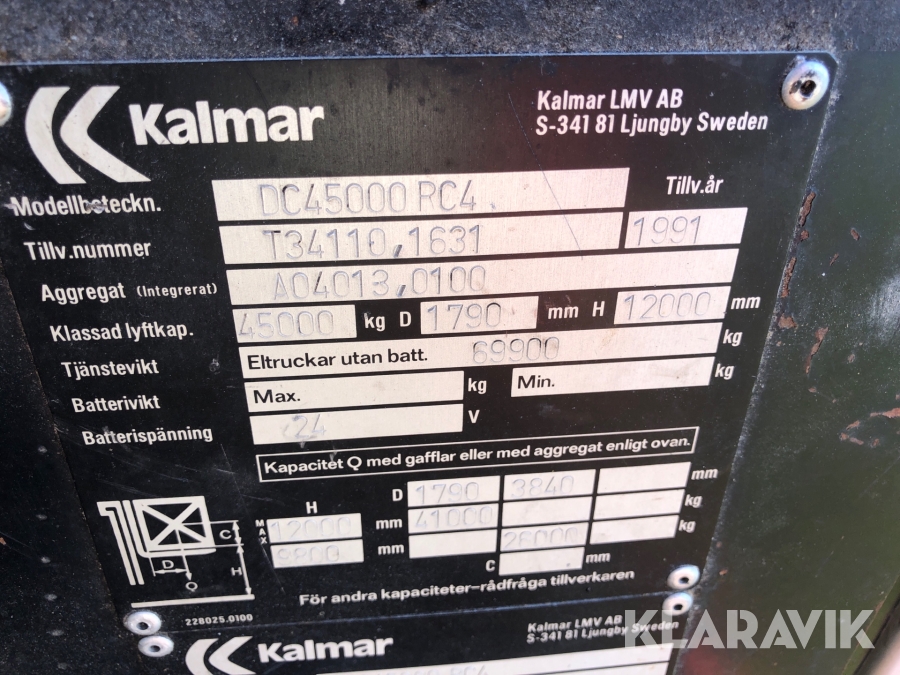 Kalmar
Kalmar LMV AB
S-341 81 Ljungby Sweden
Modellbeteckn. DC45000 RC4.
Tillv.år
Tillv.nummer T34110,1631 1991
Aggregat (Integrerat) A04013,0100
Klassad lyftkap. 45000 kg D 1790 mm H 12000 mm
Tjänstevikt Eltruckar utan batt. 69900 kg
Batterivikt Max. kg Min. kg
Batterispänning 24 V
Kapacitet Q med gafflar eller med aggregat enligt ovan.
H D 1790 3840 mm
MAX 12000 mm 41000 kg
mm 26000 kg
C mm
C
D
H
Q
För andra kapaciteter-rådfråga tillverkaren
228025.0100
Kalmar
Kalmar LMV AB
S-341 81 Ljungby Sweden
KLARAVIK